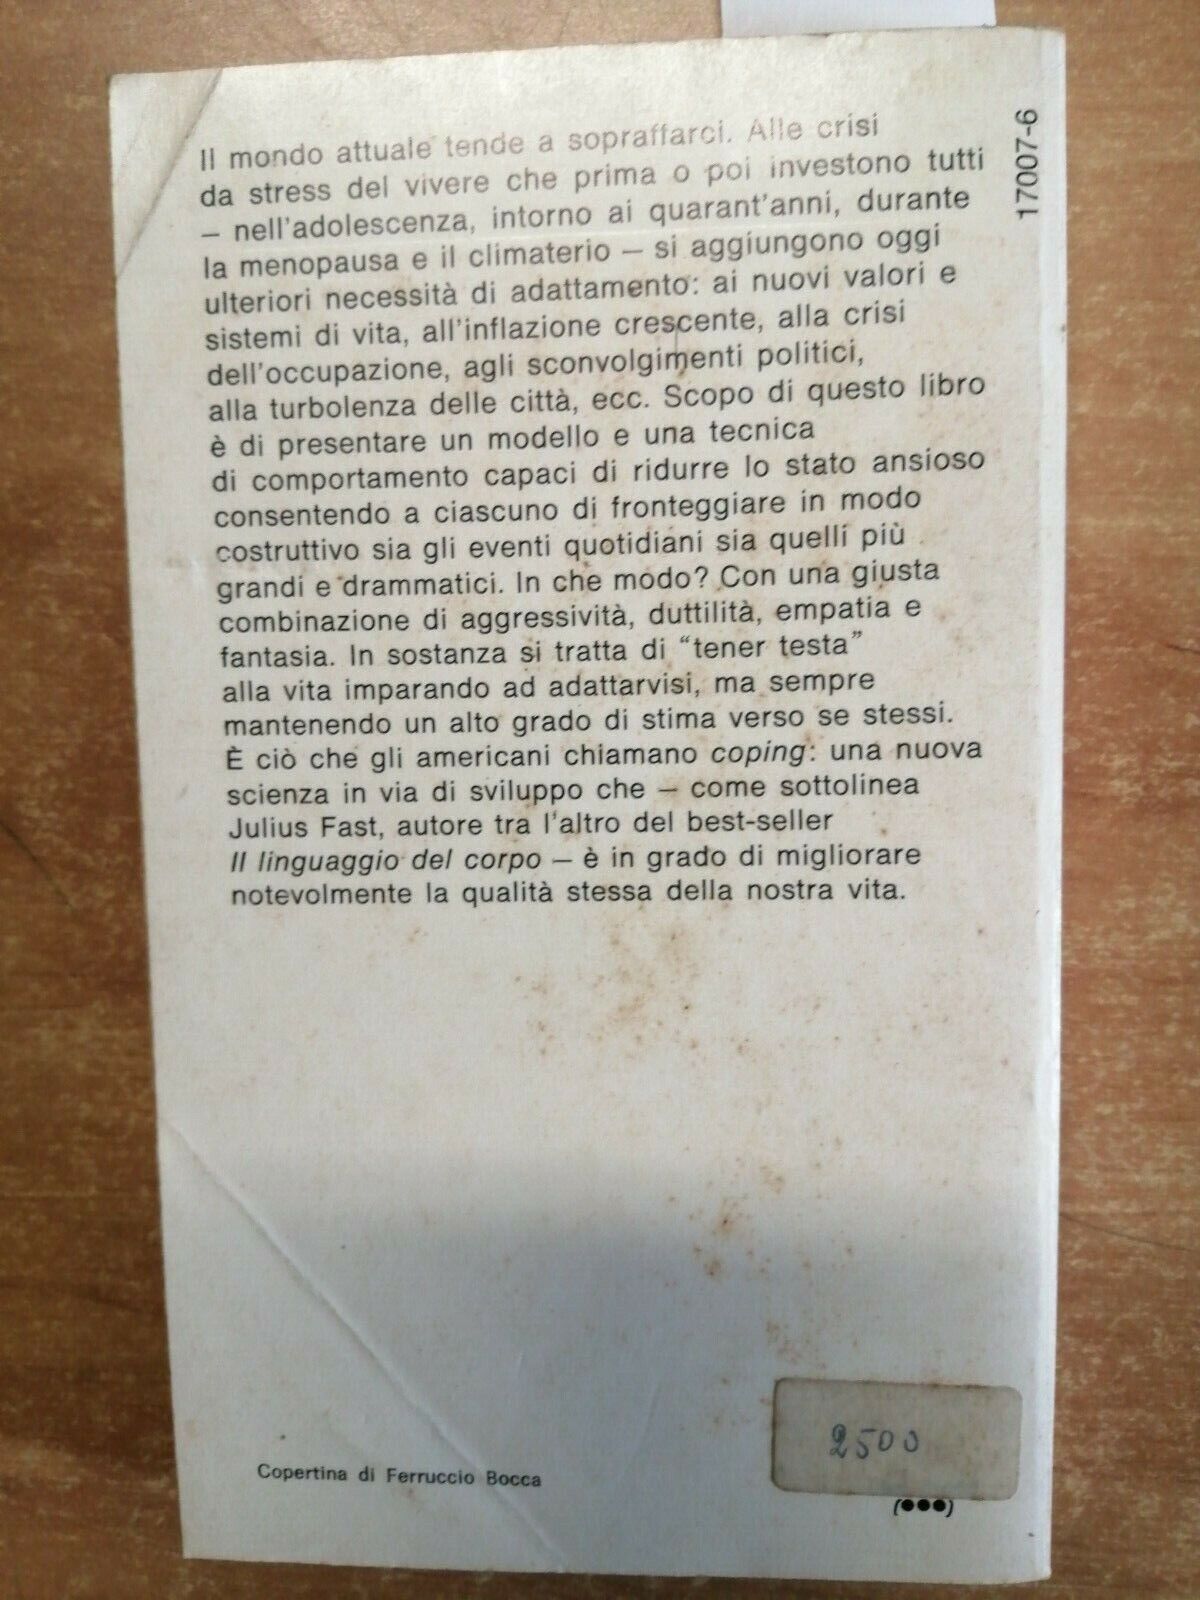 Il mondo attuale tende a sopraffarci. Alle crisi
da stress del vivere che prima o poi investono tutti
– nell'adolescenza, intorno ai quarant'anni, durante
la menopausa e il climaterio – si aggiungono oggi
ulteriori necessità di adattamento: ai nuovi valori e
sistemi di vita, all'inflazione crescente, alla crisi
dell'occupazione, agli sconvolgimenti politici,
alla turbolenza delle città, ecc. Scopo di questo libro
è di presentare un modello e una tecnica
di comportamento capaci di ridurre lo stato ansioso
consentendo a ciascuno di fronteggiare in modo
costruttivo sia gli eventi quotidiani sia quelli più
grandi e drammatici. In che modo? Con una giusta
combinazione di aggressività, duttilità, empatia e
fantasia. In sostanza si tratta di “tener testa”
alla vita imparando ad adattarvisi, ma sempre
mantenendo un alto grado di stima verso se stessi.
È ciò che gli americani chiamano coping: una nuova
scienza in via di sviluppo che – come sottolinea
Julius Fast, autore tra l'altro del best-seller
Il linguaggio del corpo – è in grado di migliorare
notevolmente la qualità stessa della nostra vita.
17007-6
Copertina di Ferruccio Bocca
2500
(●●●)